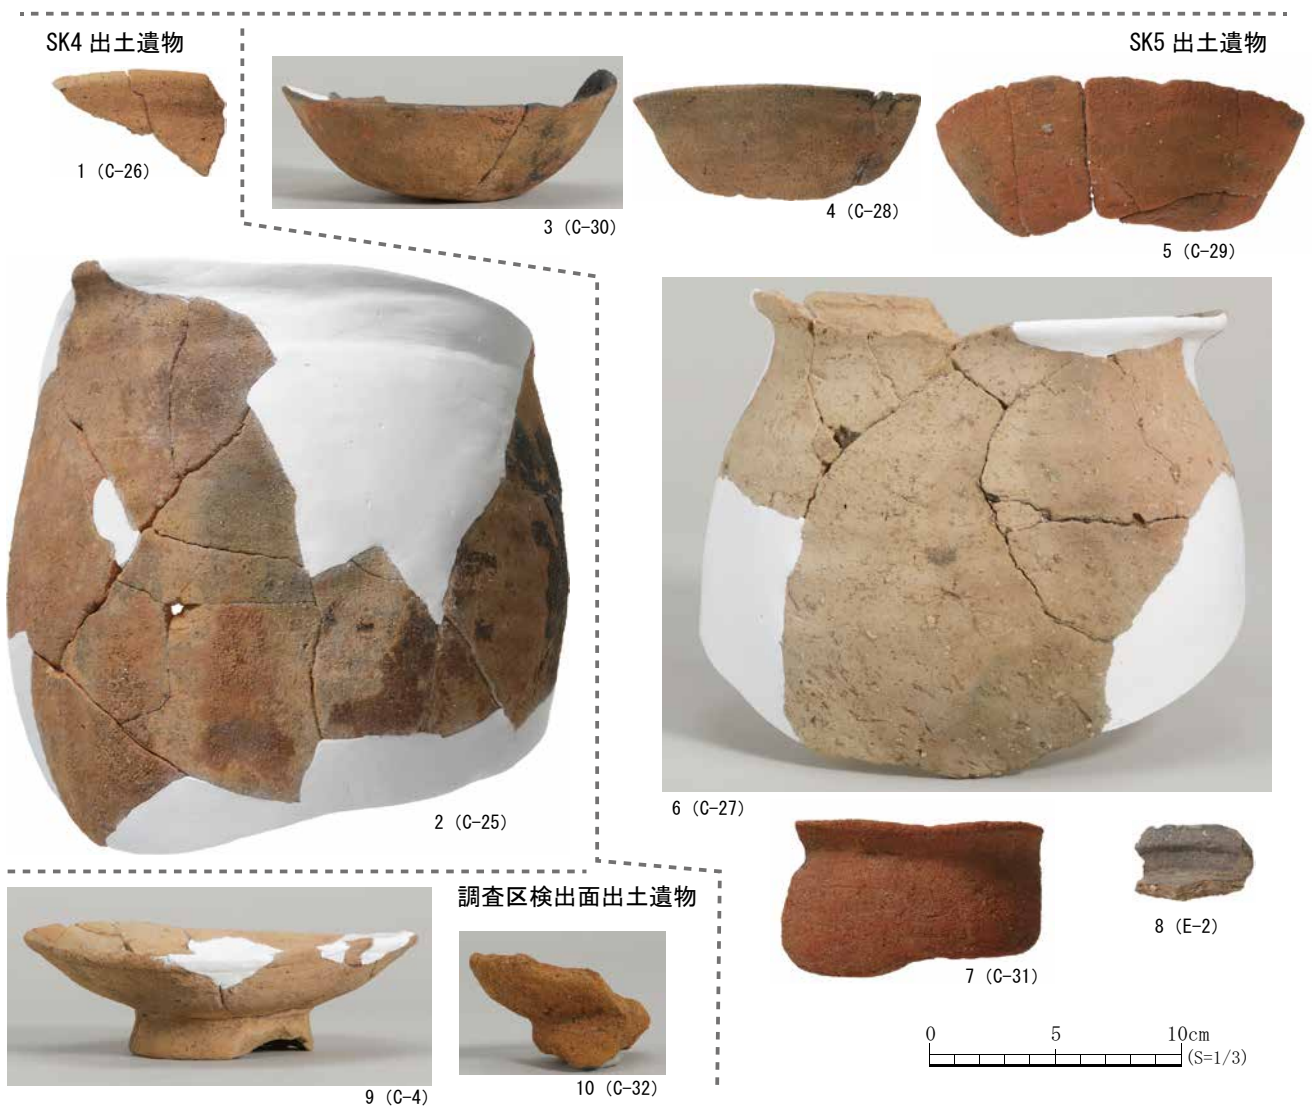 SK4 出土遺物
SK5 出土遺物
1 (C-26)
3 (C-30)
4 (C-28)
5 (C-29)
2 (C-25)
6 (C-27)
調査区検出面出土遺物
7 (C-31)
8 (E-2)
9 (C-4)
10 (C-32)
0 5 10cm
(S=1/3)